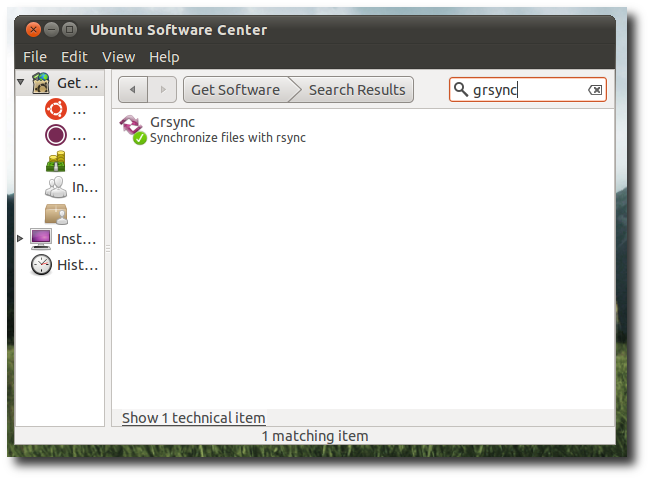 Ubuntu Software Center
File Edit View Help
Get ...
Get Software Search Results
grsync
...
...
...
In...
...
Inst...
Hist...
Grsync
Synchronize files with rsync
Show 1 technical item
1 matching item